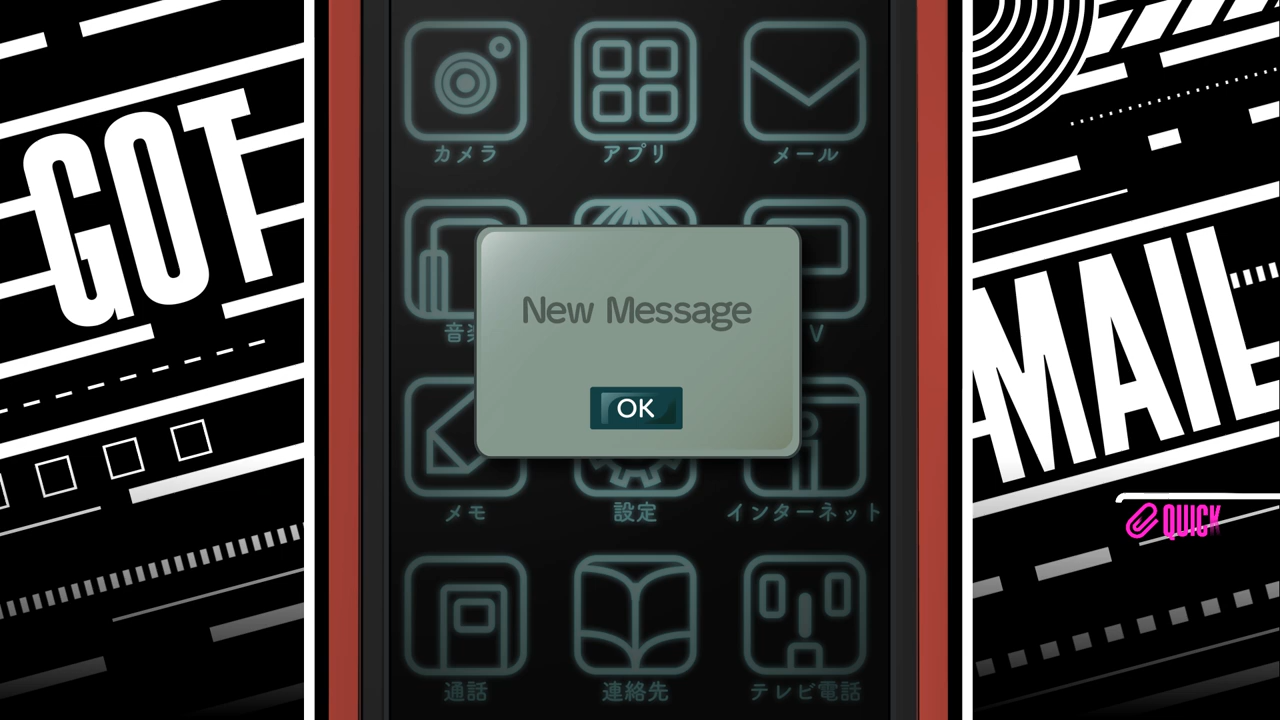 GOT
カメラ
アプリ
メール
New Message
OK
V
メモ
設定
インターネット
通話
連絡先
テレビ電話
MAIL
QUICK